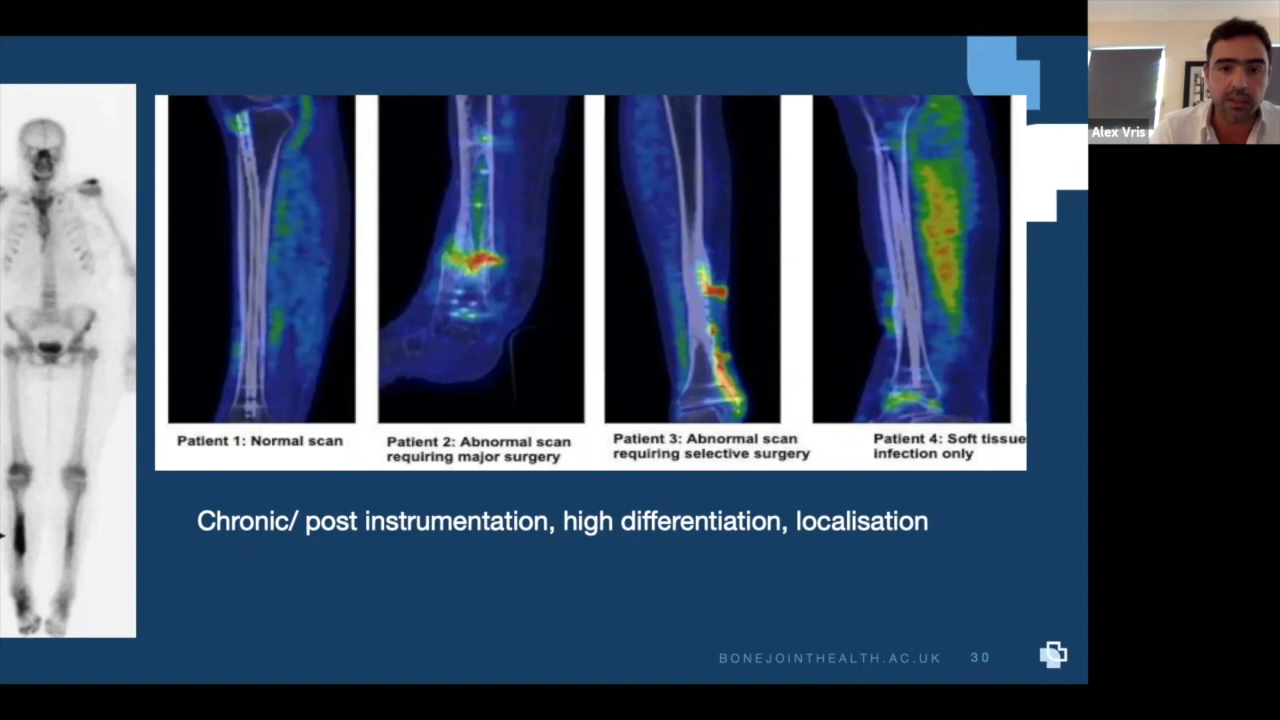 Alex Vris
Patient 1: Normal scan
Patient 2: Abnormal scan
requiring major surgery
Patient 3: Abnormal scan
requiring selective surgery
Patient 4: Soft tissue
infection only
Chronic/ post instrumentation, high differentiation, localisation
BONEJOINTHEALTH.AC.UK 30